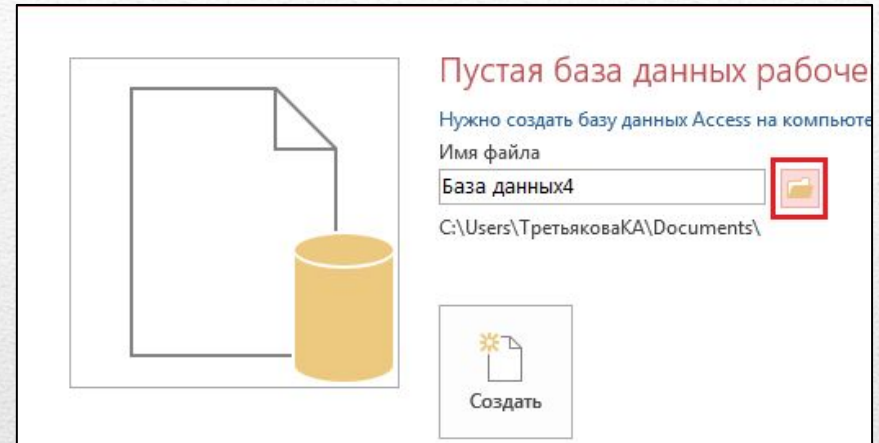 Пустая база данных рабоче
Нужно создать базу данных Access на компьюте
Имя файла
База данных4
C:\Users\ТретьяковаКА\Documents\
Создать